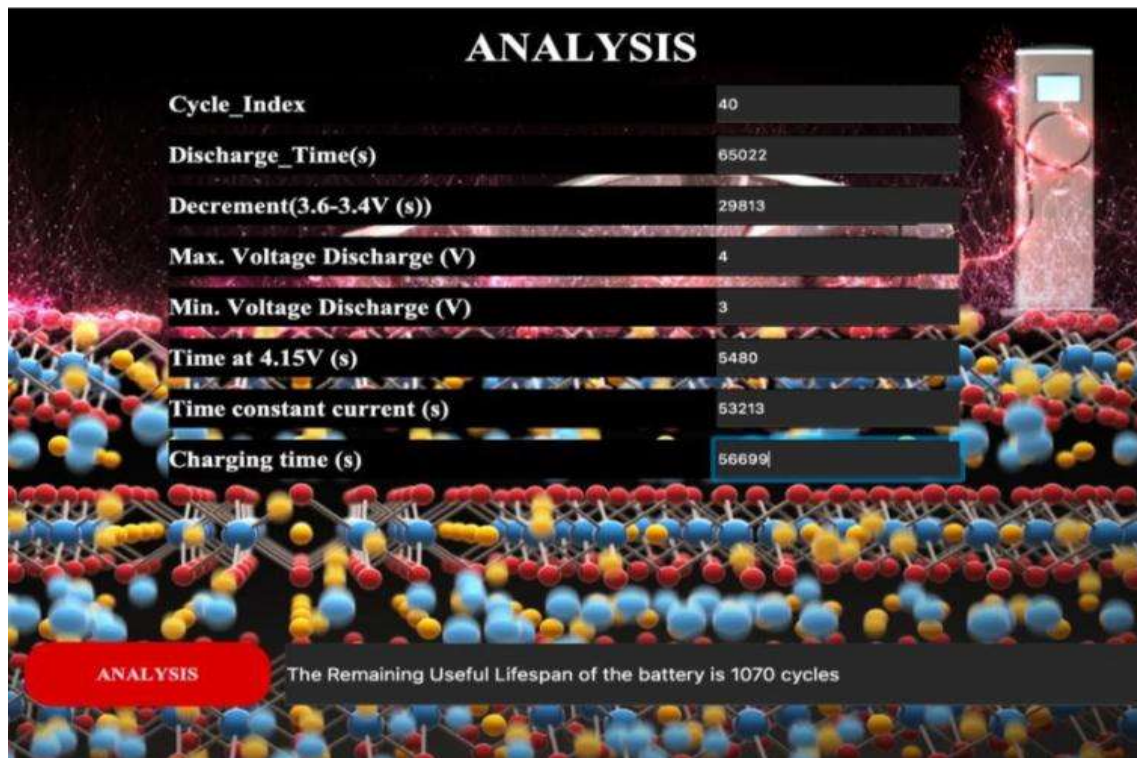 ANALYSIS
Cycle_Index 40
Discharge_Time(s) 65022
Decrement(3.6-3.4V (s)) 29813
Max. Voltage Discharge (V) 4
Min. Voltage Discharge (V) 3
Time at 4.15V (s) 5480
Time constant current (s) 53213
Charging time (s) 56699
ANALYSIS The Remaining Useful Lifespan of the battery is 1070 cycles